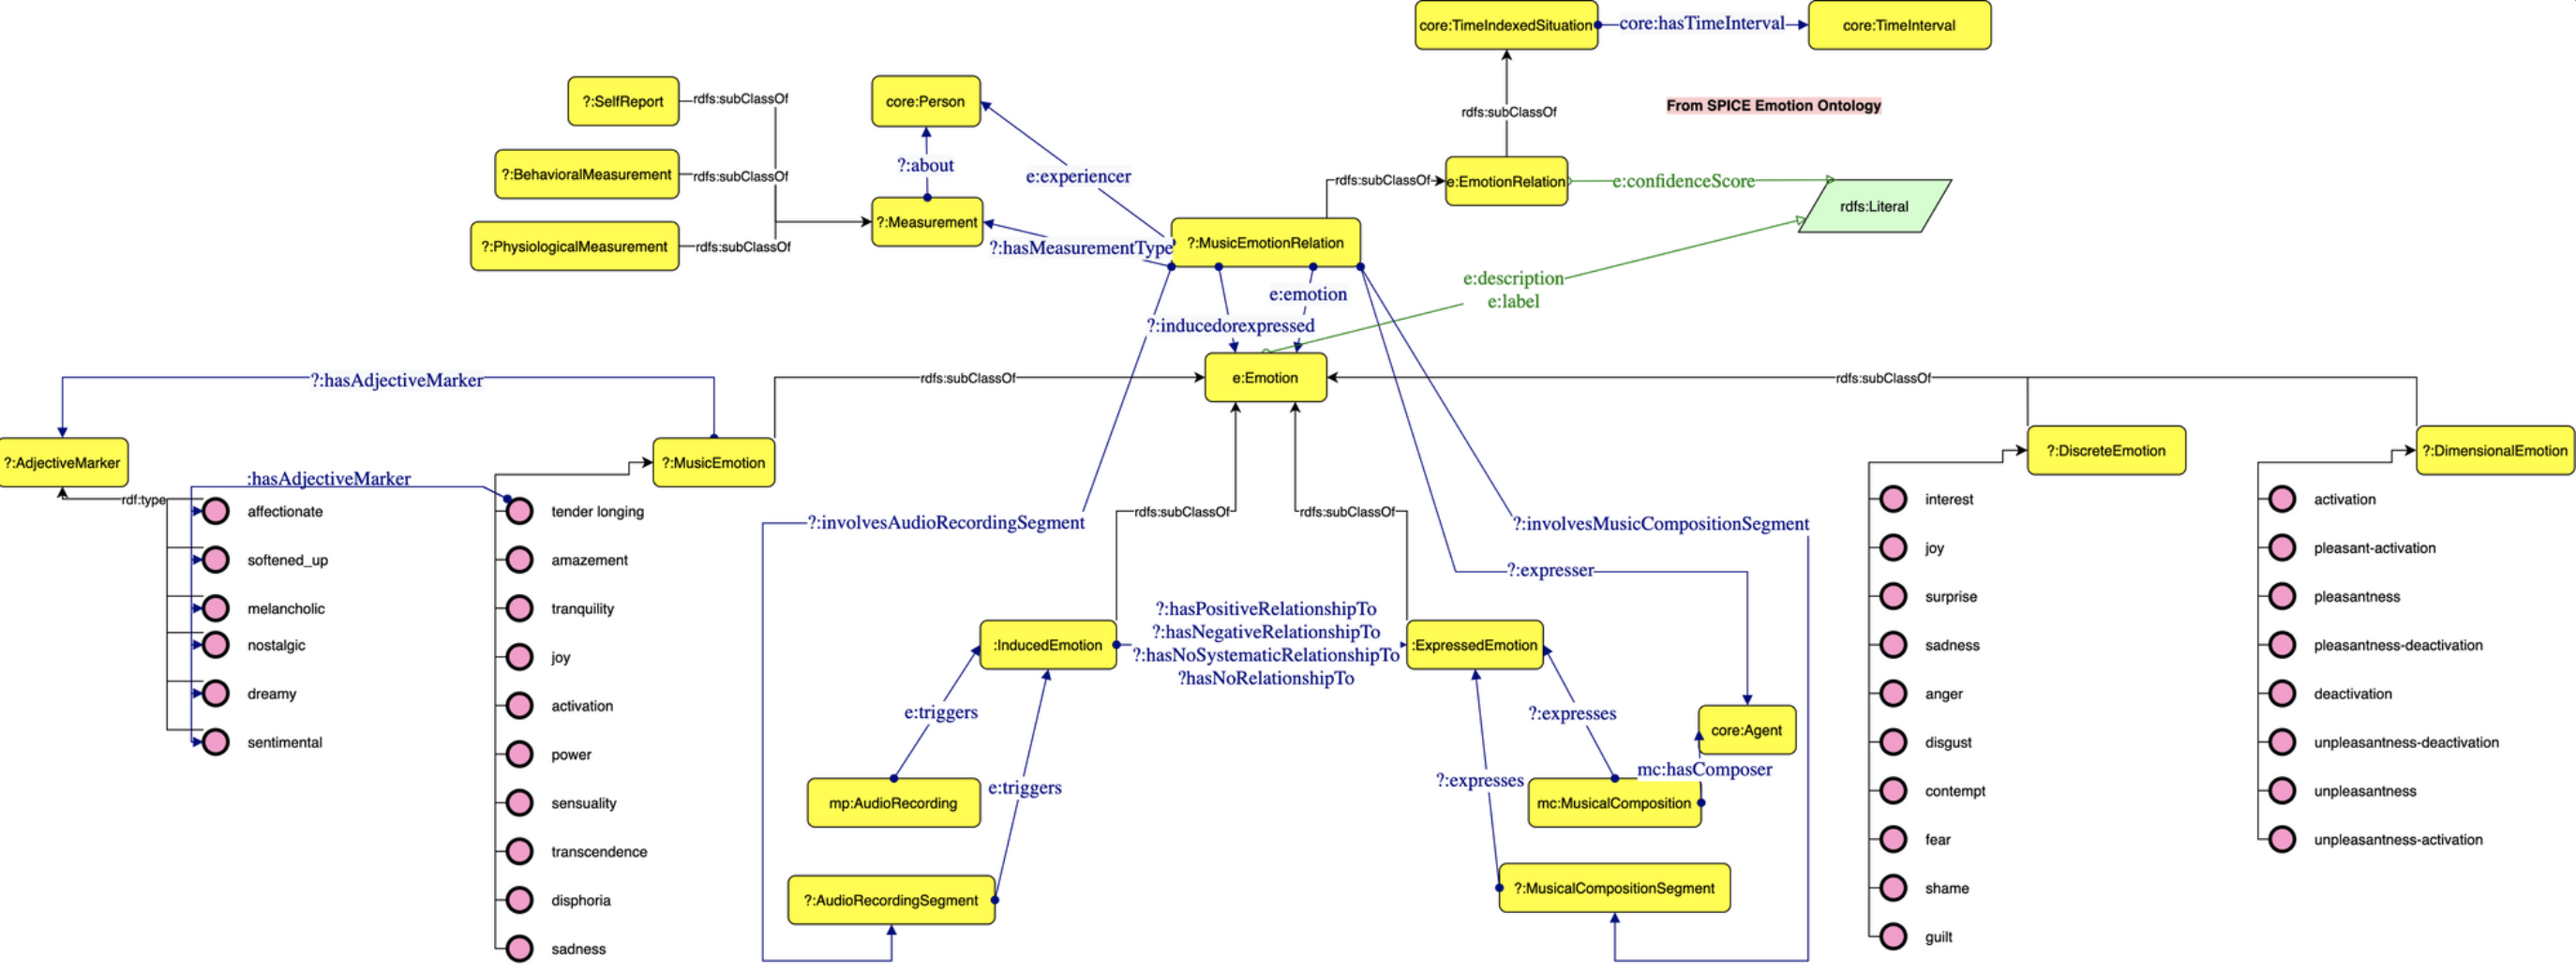 core:TimeIndexedSituation
core:hasTimeInterval
core:TimeInterval
?:SelfReport
rdfs:subClassOf
core:Person
rdfs:subClassOf
From SPICE Emotion Ontology
?:BehavioralMeasurement
rdfs:subClassOf
?:about
e:experiencer
rdfs:subClassOf
e:EmotionRelation
e:confidenceScore
rdfs:Literal
?:PhysiologicalMeasurement
rdfs:subClassOf
?:Measurement
?:hasMeasurementType
?:MusicEmotionRelation
e:emotion
e:description
e:label
?:inducedorexpressed
?:hasAdjectiveMarker
rdfs:subClassOf
e:Emotion
rdfs:subClassOf
?:AdjectiveMarker
?:MusicEmotion
?:DiscreteEmotion
?:DimensionalEmotion
:hasAdjectiveMarker
rdf:type
affectionate
softened_up
melancholic
nostalgic
dreamy
sentimental
tender longing
amazement
tranquility
joy
activation
power
sensuality
transcendence
disphoria
sadness
?:involvesAudioRecordingSegment
rdfs:subClassOf
rdfs:subClassOf
?:involvesMusicCompositionSegment
?:expresser
:InducedEmotion
?:hasPositiveRelationshipTo
?:hasNegativeRelationshipTo
?:hasNoSystematicRelationshipTo
?hasNoRelationshipTo
:ExpressedEmotion
e:triggers
?:expresses
core:Agent
mp:AudioRecording
e:triggers
?:expresses
mc:hasComposer
mc:MusicalComposition
?:AudioRecordingSegment
?:MusicalCompositionSegment
interest
joy
surprise
sadness
anger
disgust
contempt
fear
shame
guilt
activation
pleasant-activation
pleasantness
pleasantness-deactivation
deactivation
unpleasantness-deactivation
unpleasantness
unpleasantness-activation